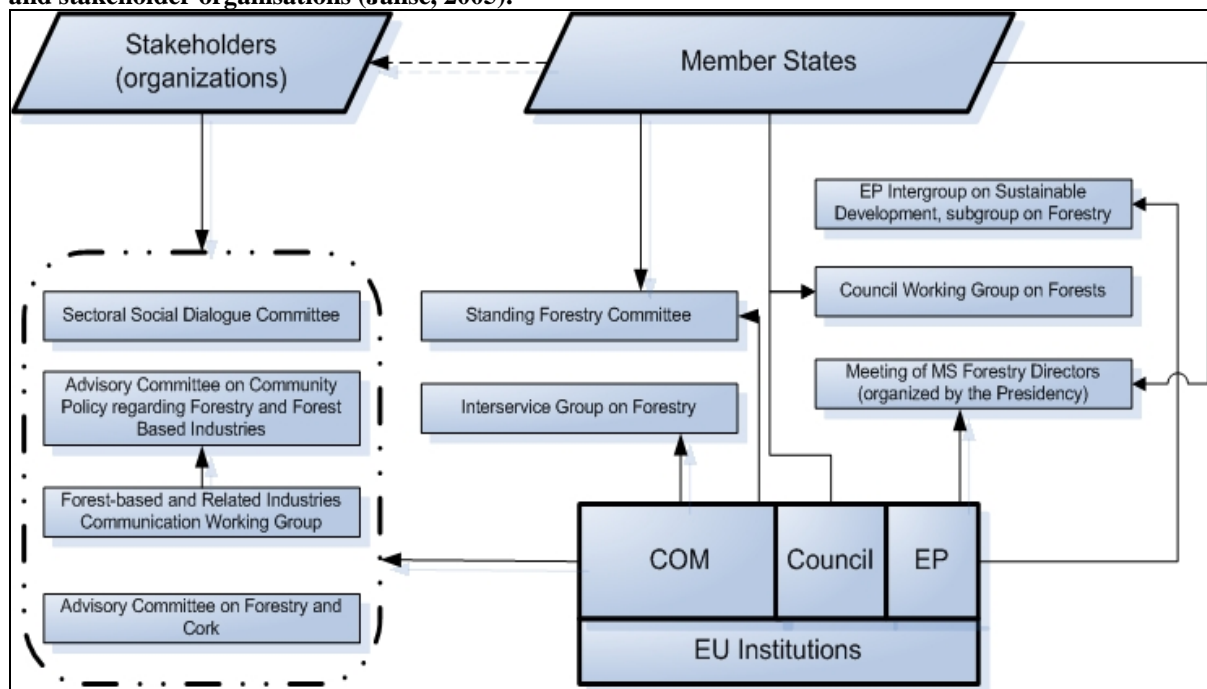 and stakeholder organisations (Janse, 2005).
Stakeholders
(organizations)
Member States
EP Intergroup on Sustainable
Development, subgroup on Forestry
Sectoral Social Dialogue Committee
Standing Forestry Committee
Council Working Group on Forests
Advisory Committee on Community
Policy regarding Forestry and Forest
Based Industries
Interservice Group on Forestry
Meeting of MS Forestry Directors
(organized by the Presidency)
Forest-based and Related Industries
Communication Working Group
Advisory Committee on Forestry and
Cork
COM
Council
EP
EU Institutions